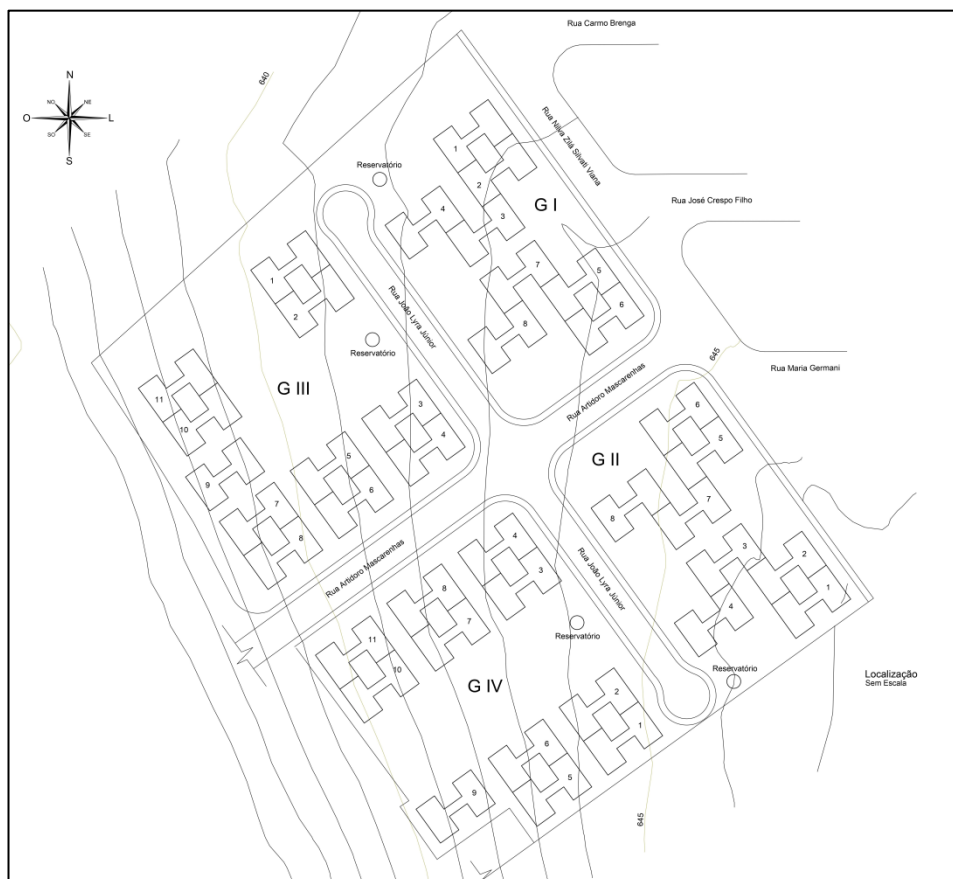 Rua Carmo Brenga
N
NO
NE
O
L
SO
SE
S
640
Rua Nilva Zilá Silvati Viana
Reservatório
1
2
3
4
G I
Rua José Crespo Filho
5
6
7
8
Rua João Lyra Júnior
1
2
Reservatório
G III
645
Rua Maria Germani
Rua Artidoro Mascarenhas
11
10
9
3
4
5
6
7
8
6
5
G II
7
8
3
2
1
4
Rua Artidoro Mascarenhas
Rua João Lyra Júnior
4
3
8
7
11
10
Reservatório
G IV
Reservatório
Localização
Sem Escala
2
1
6
5
9
645